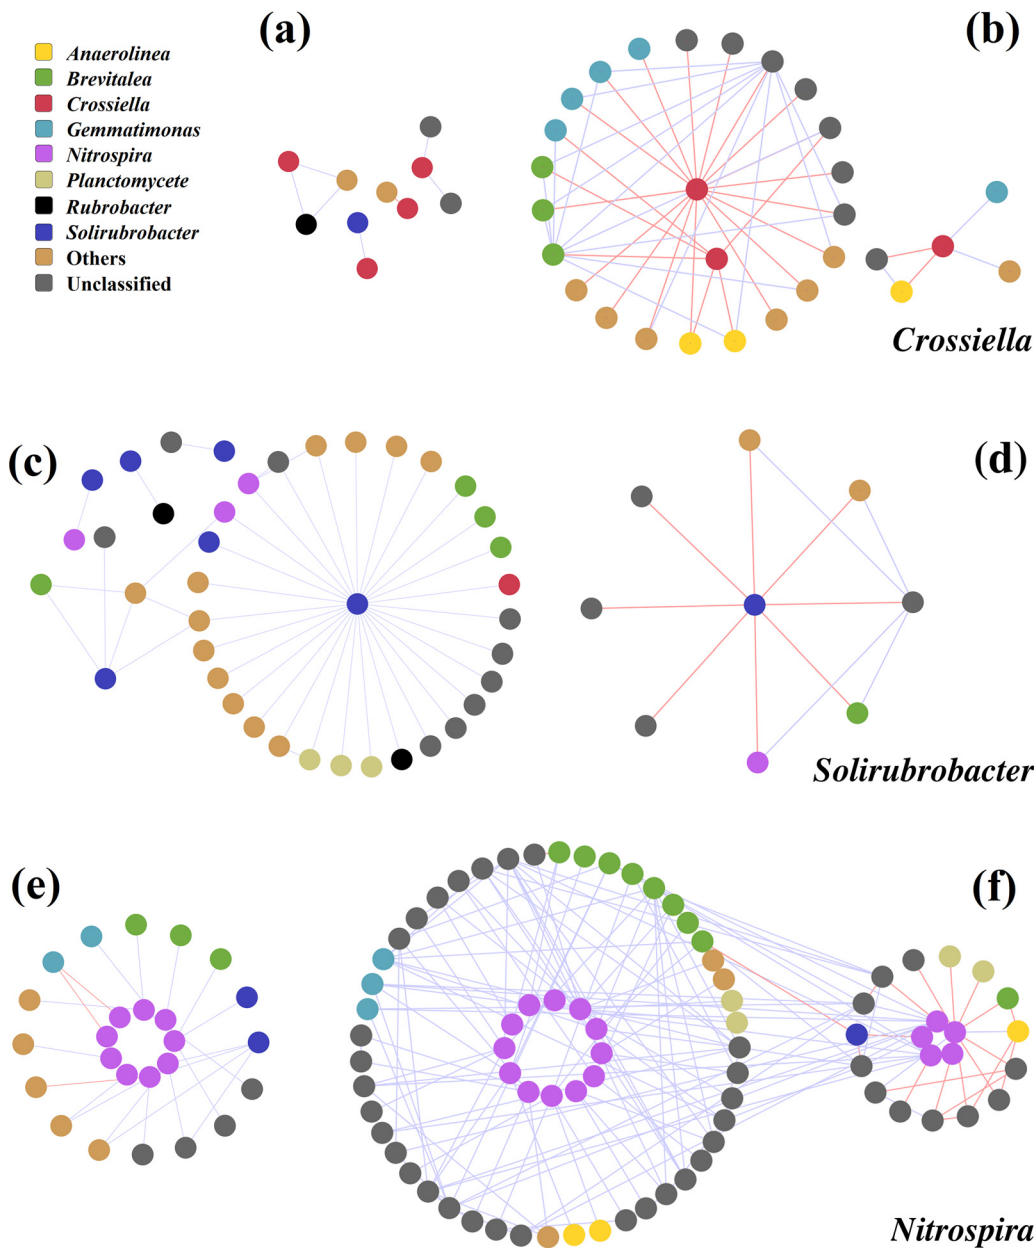 (a)
(b)
Anaerolinea
Brevitalea
Crossiella
Gemmatimonas
Nitrospira
Planctomycete
Rubrobacter
Solirubrobacter
Others
Unclassified
Crossiella
(c)
(d)
Solirubrobacter
(e)
(f)
Nitrospira